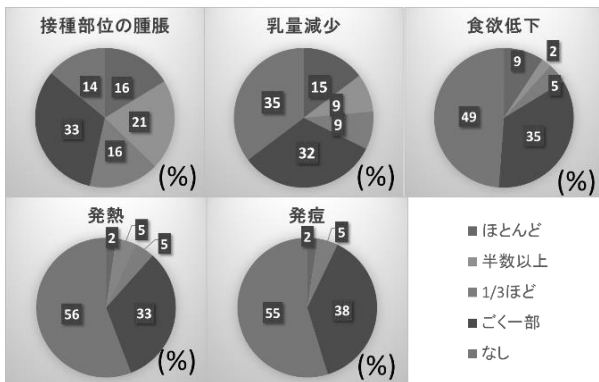 接種部位の腫脹
16
21
16
33
14
(%)
乳量減少
15
9
9
32
35
(%)
食欲低下
9
2
5
35
49
(%)
発熱
2
5
5
33
56
(%)
発痘
2
5
38
55
(%)
■ ほとんど
■ 半数以上
■ 1/3ほど
■ ごく一部
■ なし